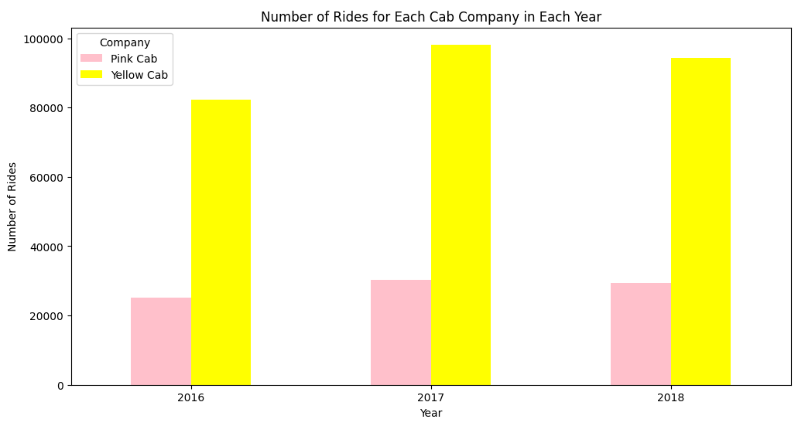 Number of Rides for Each Cab Company in Each Year
Company
Pink Cab
Yellow Cab
Number of Rides
100000
80000
60000
40000
20000
0
2016
2017
2018
Year